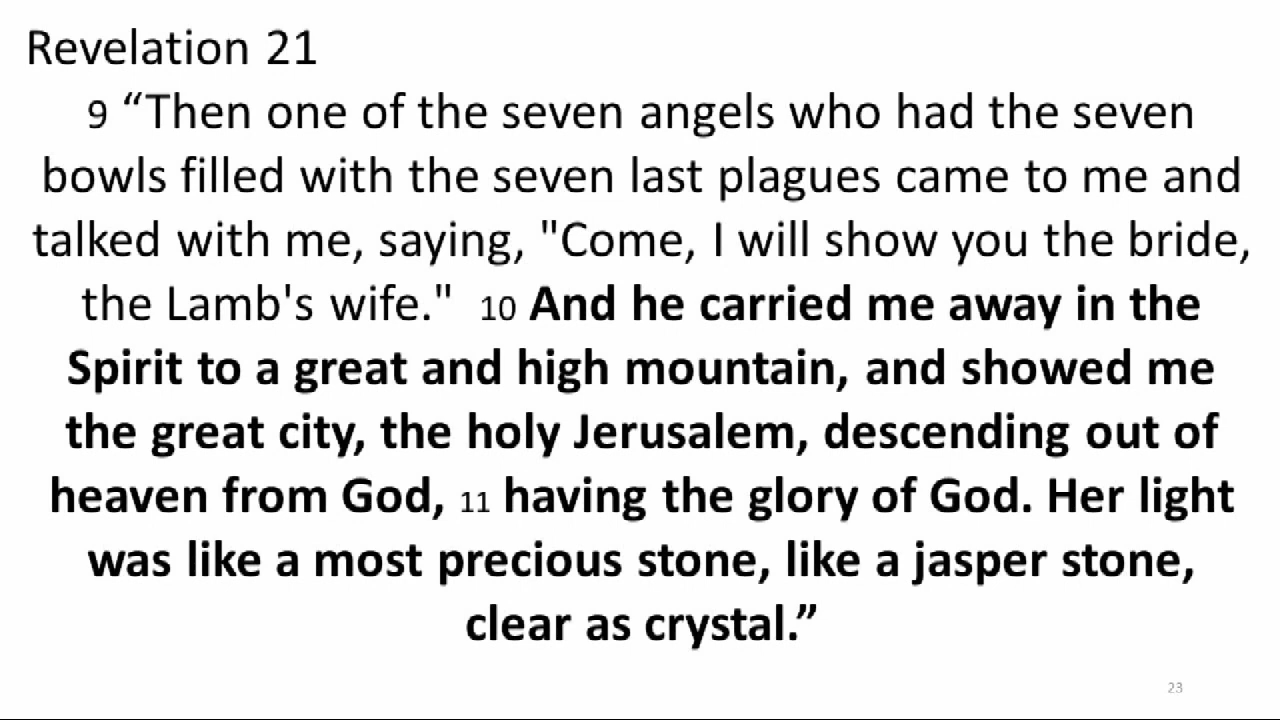 Revelation 21
9 “Then one of the seven angels who had the seven
bowls filled with the seven last plagues came to me and
talked with me, saying, "Come, I will show you the bride,
the Lamb's wife." 10 And he carried me away in the
Spirit to a great and high mountain, and showed me
the great city, the holy Jerusalem, descending out of
heaven from God, 11 having the glory of God. Her light
was like a most precious stone, like a jasper stone,
clear as crystal.”
23